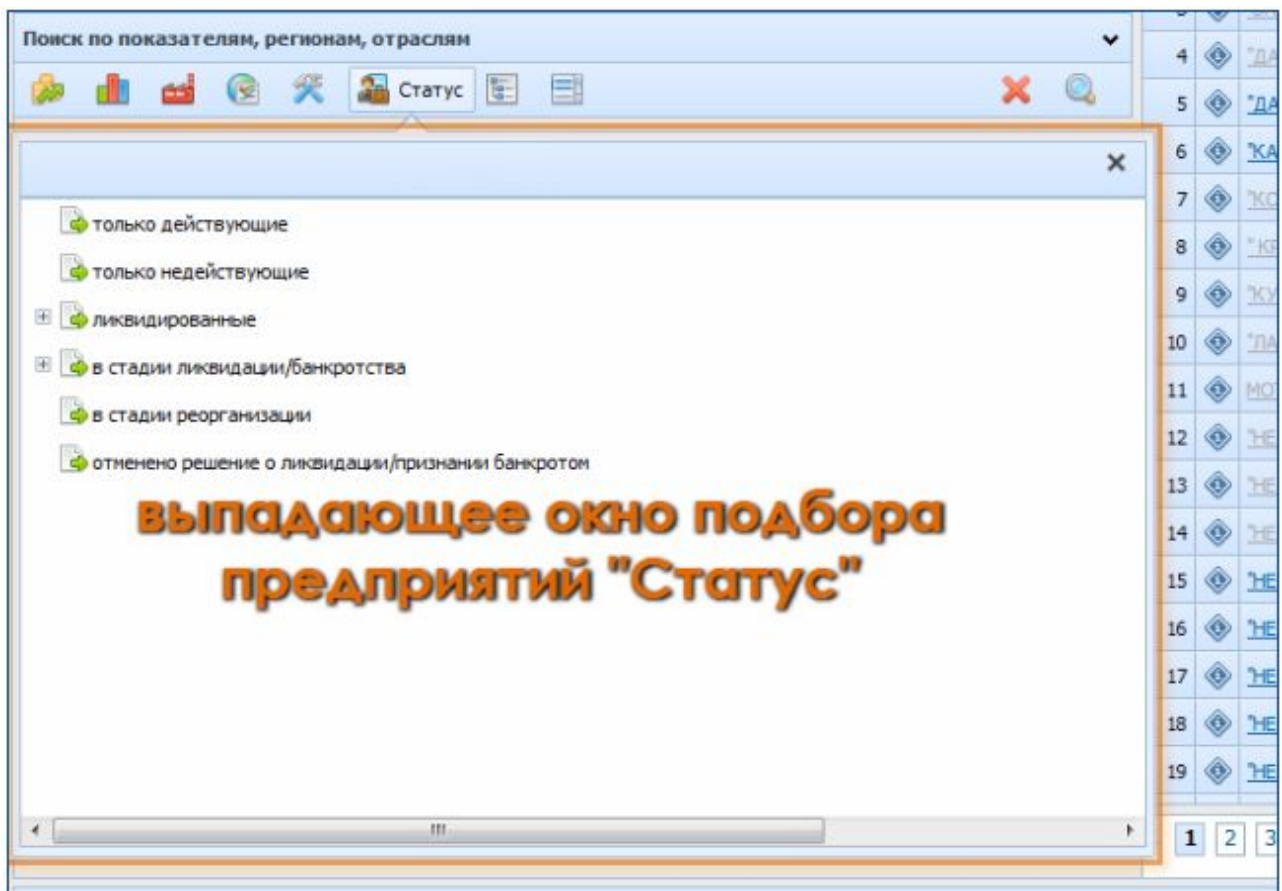 Поиск по показателям, регионам, отраслям
Статус
только действующие
только недействующие
ликвидированные
в стадии ликвидации/банкротства
в стадии реорганизации
отменено решение о ликвидации/признании банкротом
выпадающее окно подбора
предприятий "Статус"
4
5
6
7
8
9
10
11
12
13
14
15
16
17
18
19
1 2 3